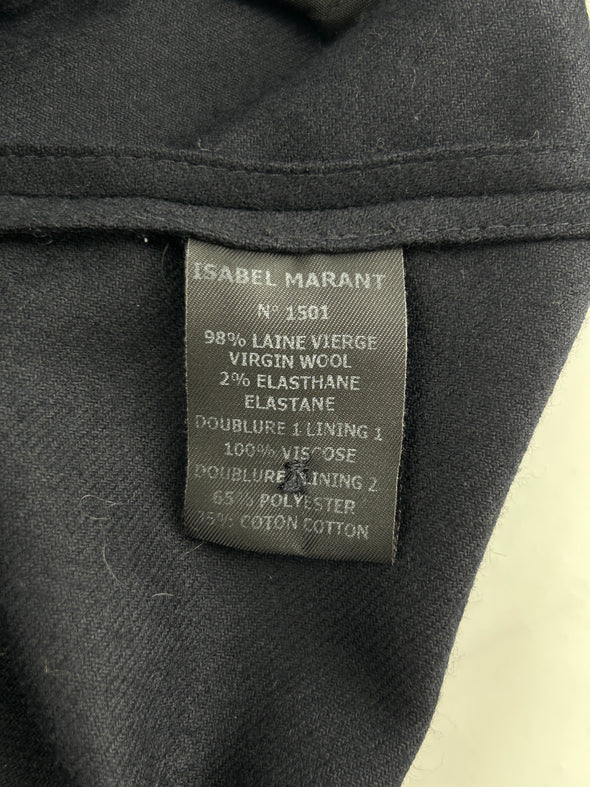 ISABEL MARANT
N° 1501
98% LAINE VIERGE
VIRGIN WOOL
2% ELASTHANE
ELASTANE
DOUBLURE 1 LINING 1
100% VISCOSE
DOUBLURE LINING 2
65% POLYESTER
35% COTON COTTON